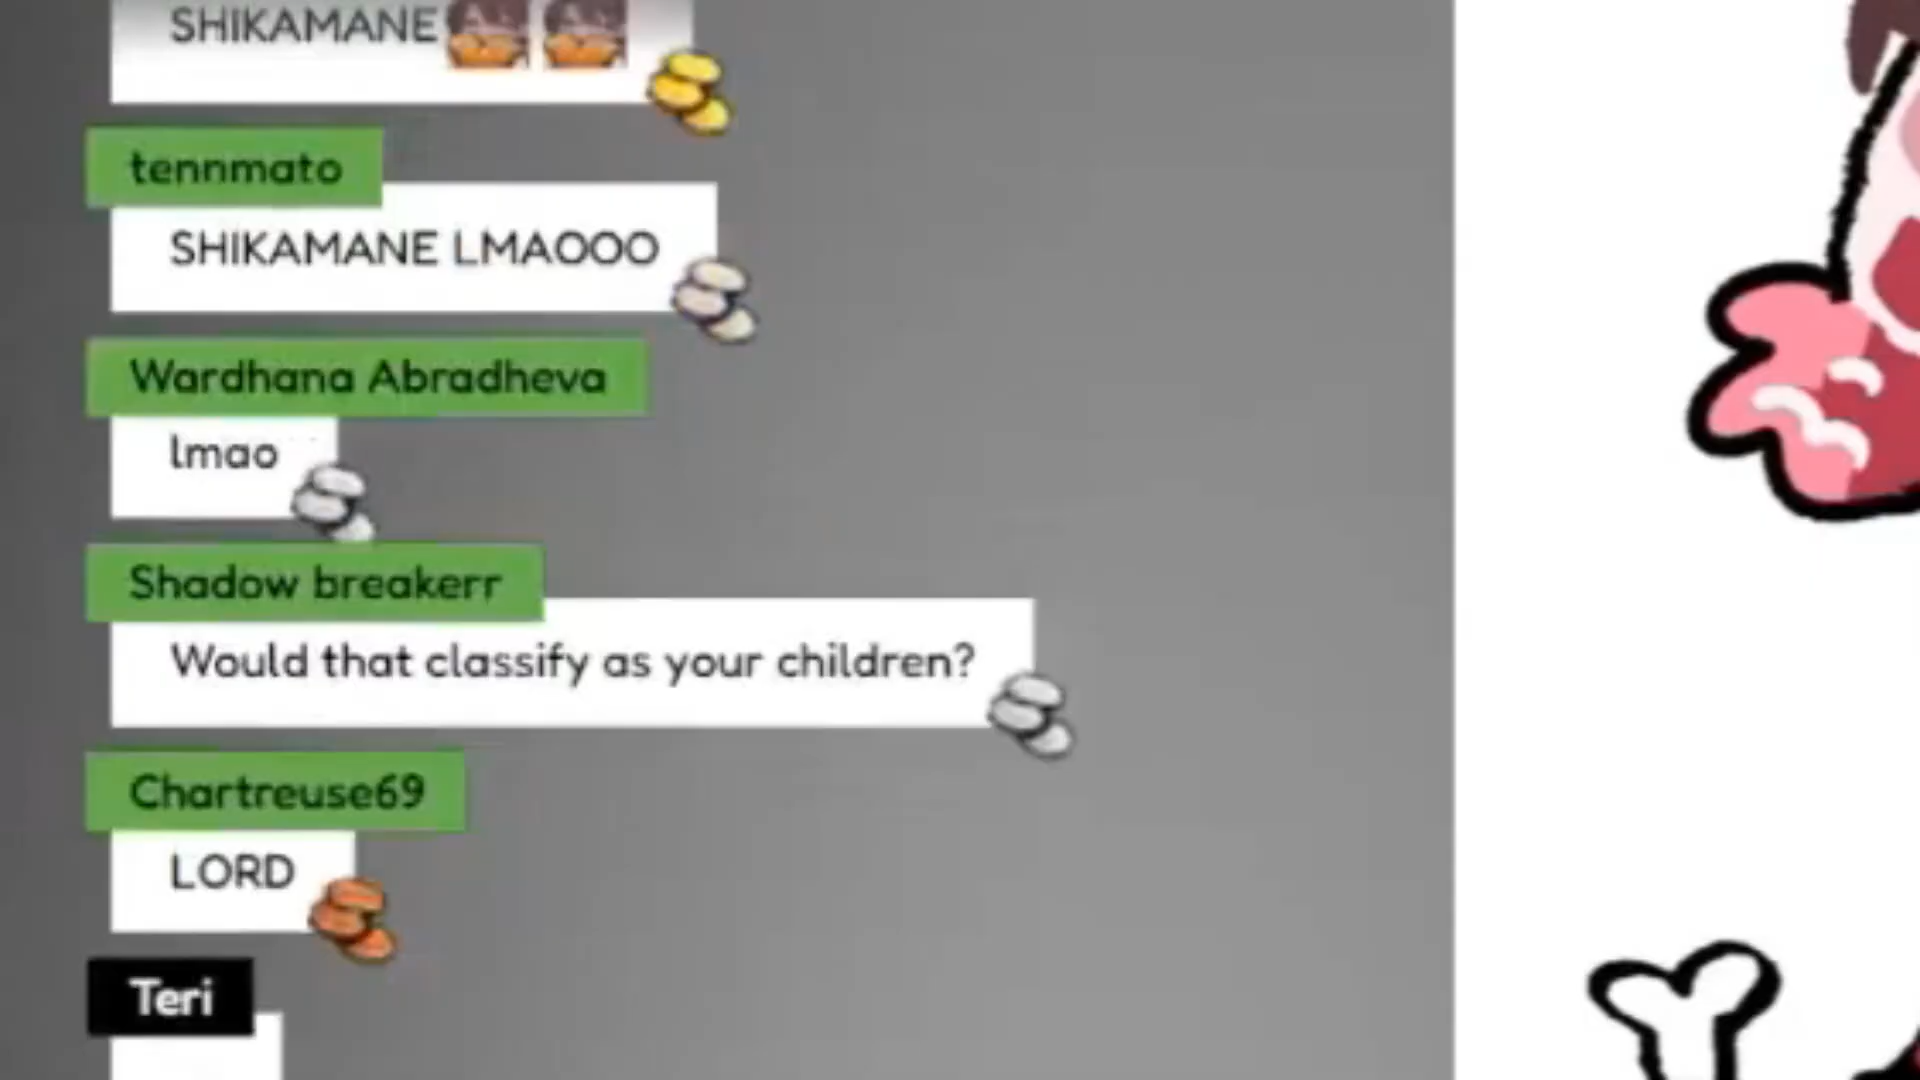 SHIKAMANE
tennmato
SHIKAMANE LMAOOO
Wardhana Abradheva
lmao
Shadow breakerr
Would that classify as your children?
Chartreuse69
LORD
Teri